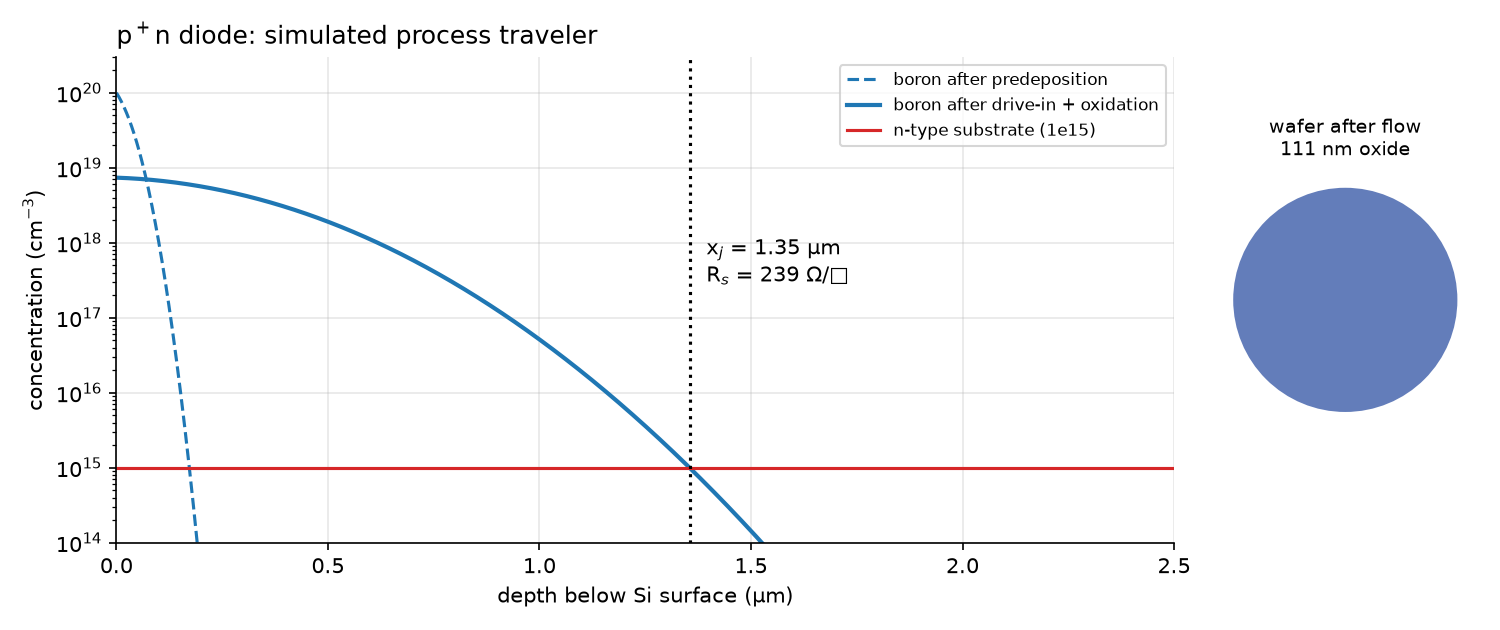 p⁺n diode: simulated process traveler
boron after predeposition
boron after drive-in + oxidation
n-type substrate (1e15)
wafer after flow
111 nm oxide
xⱼ = 1.35 µm
Rₛ = 239 Ω/□
concentration (cm⁻³)
10²⁰
10¹⁹
10¹⁸
10¹⁷
10¹⁶
10¹⁵
10¹⁴
0.0 0.5 1.0 1.5 2.0 2.5
depth below Si surface (µm)